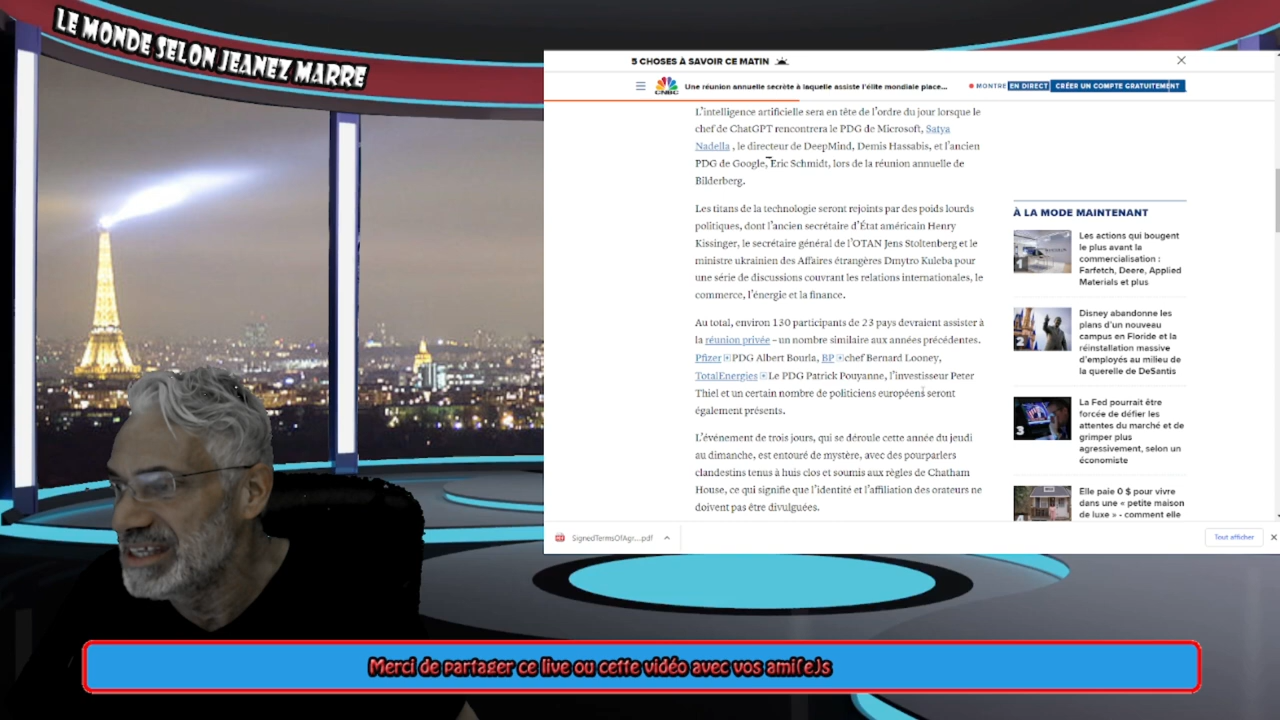 LE MONDE SELON JEANEZ MARRE
5 CHOSES À SAVOIR CE MATIN
CNBC
Une réunion annuelle secrète à laquelle assiste l'élite mondiale place...
MONTRE EN DIRECT
CRÉER UN COMPTE GRATUITEMENT
L'intelligence artificielle sera en tête de l'ordre du jour lorsque le
chef de ChatGPT rencontrera le PDG de Microsoft, Satya
Nadella , le directeur de DeepMind, Demis Hassabis, et l'ancien
PDG de Google, Eric Schmidt, lors de la réunion annuelle de
Bilderberg.
Les titans de la technologie seront rejoints par des poids lourds
politiques, dont l'ancien secrétaire d'État américain Henry
Kissinger, le secrétaire général de l'OTAN Jens Stoltenberg et le
ministre ukrainien des Affaires étrangères Dmytro Kuleba pour
une série de discussions couvrant les relations internationales, le
commerce, l'énergie et la finance.
Au total, environ 130 participants de 23 pays devraient assister à
la réunion privée – un nombre similaire aux années précédentes.
Pfizer PDG Albert Bourla, BP chef Bernard Looney,
TotalEnergies Le PDG Patrick Pouyanne, l'investisseur Peter
Thiel et un certain nombre de politiciens européens seront
également présents.
L'événement de trois jours, qui se déroule cette année du jeudi
au dimanche, est entouré de mystère, avec des pourparlers
clandestins tenus à huis clos et soumis aux règles de Chatham
House, ce qui signifie que l'identité et l'affiliation des orateurs ne
doivent pas être divulguées.
À LA MODE MAINTENANT
1
Les actions qui bougent
le plus avant la
commercialisation :
Farfetch, Deere, Applied
Materials et plus
2
Disney abandonne les
plans d'un nouveau
campus en Floride et la
réinstallation massive
d'employés au milieu de
la querelle de DeSantis
3
La Fed pourrait être
forcée de défier les
attentes du marché et de
grimper plus
agressivement, selon un
économiste
Elle paie 0 $ pour vivre
dans une « petite maison
de luxe » - comment elle
SignedTermsOfAgr....pdf
Tout afficher
Merci de partager ce live ou cette vidéo avec vos ami(e)s